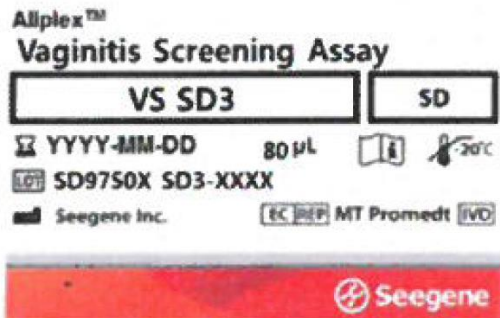 Allplex™
Vaginitis Screening Assay
VS SD3
SD
YYYY-MM-DD 80 µL -20°C
LOT SD9750X SD3-XXXX
Seegene Inc. EC REP MT Promedt IVD
Seegene